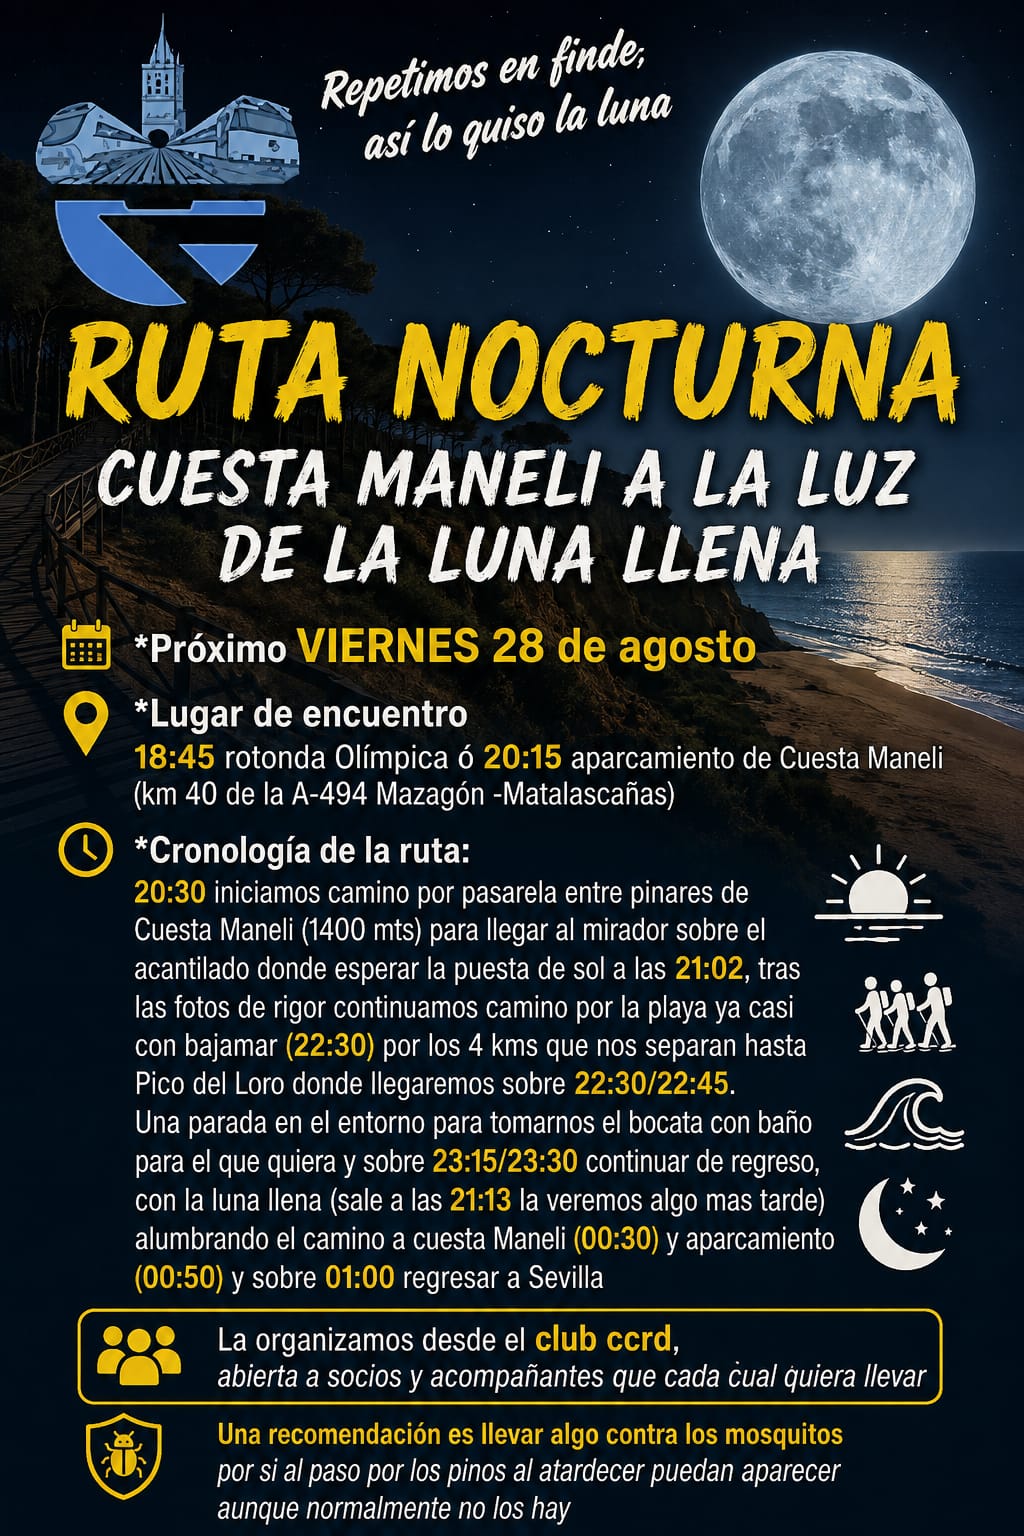 Repetimos en finde,
así lo quiso la luna
RUTA NOCTURNA
CUESTA MANELI A LA LUZ
DE LA LUNA LLENA
*Próximo VIERNES 28 de agosto
*Lugar de encuentro
18:45 rotonda Olímpica ó 20:15 aparcamiento de Cuesta Maneli
(km 40 de la A-494 Mazagón -Matalascañas)
*Cronología de la ruta:
20:30 iniciamos camino por pasarela entre pinares de
Cuesta Maneli (1400 mts) para llegar al mirador sobre el
acantilado donde esperar la puesta de sol a las 21:02, tras
las fotos de rigor continuamos camino por la playa ya casi
con bajamar (22:30) por los 4 kms que nos separan hasta
Pico del Loro donde llegaremos sobre 22:30/22:45.
Una parada en el entorno para tomarnos el bocata con baño
para el que quiera y sobre 23:15/23:30 continuar de regreso,
con la luna llena (sale a las 21:13 la veremos algo mas tarde)
alumbrando el camino a cuesta Maneli (00:30) y aparcamiento
(00:50) y sobre 01:00 regresar a Sevilla
La organizamos desde el club ccrd,
abierta a socios y acompañantes que cada cual quiera llevar
Una recomendación es llevar algo contra los mosquitos
por si al paso por los pinos al atardecer puedan aparecer
aunque normalmente no los hay